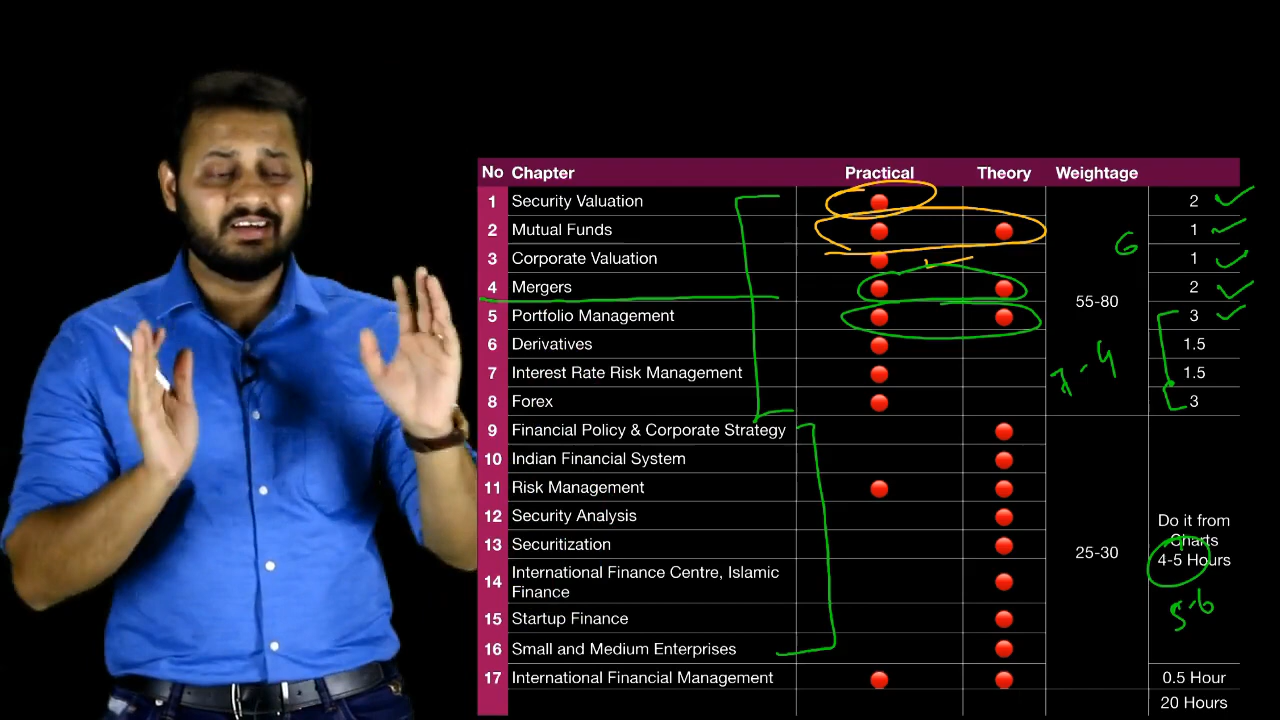 No Chapter Practical Theory Weightage
1 Security Valuation 2
2 Mutual Funds 1
6
3 Corporate Valuation 1
4 Mergers 2
55-80
5 Portfolio Management 3
6 Derivatives 1.5
7 Interest Rate Risk Management 1.5
8 Forex 3
9 Financial Policy & Corporate Strategy
10 Indian Financial System
11 Risk Management
12 Security Analysis
13 Securitization
14 International Finance Centre, Islamic
Finance
25-30
Do it from
Charts
4-5 Hours
5-6
15 Startup Finance
16 Small and Medium Enterprises
17 International Financial Management 0.5 Hour
20 Hours